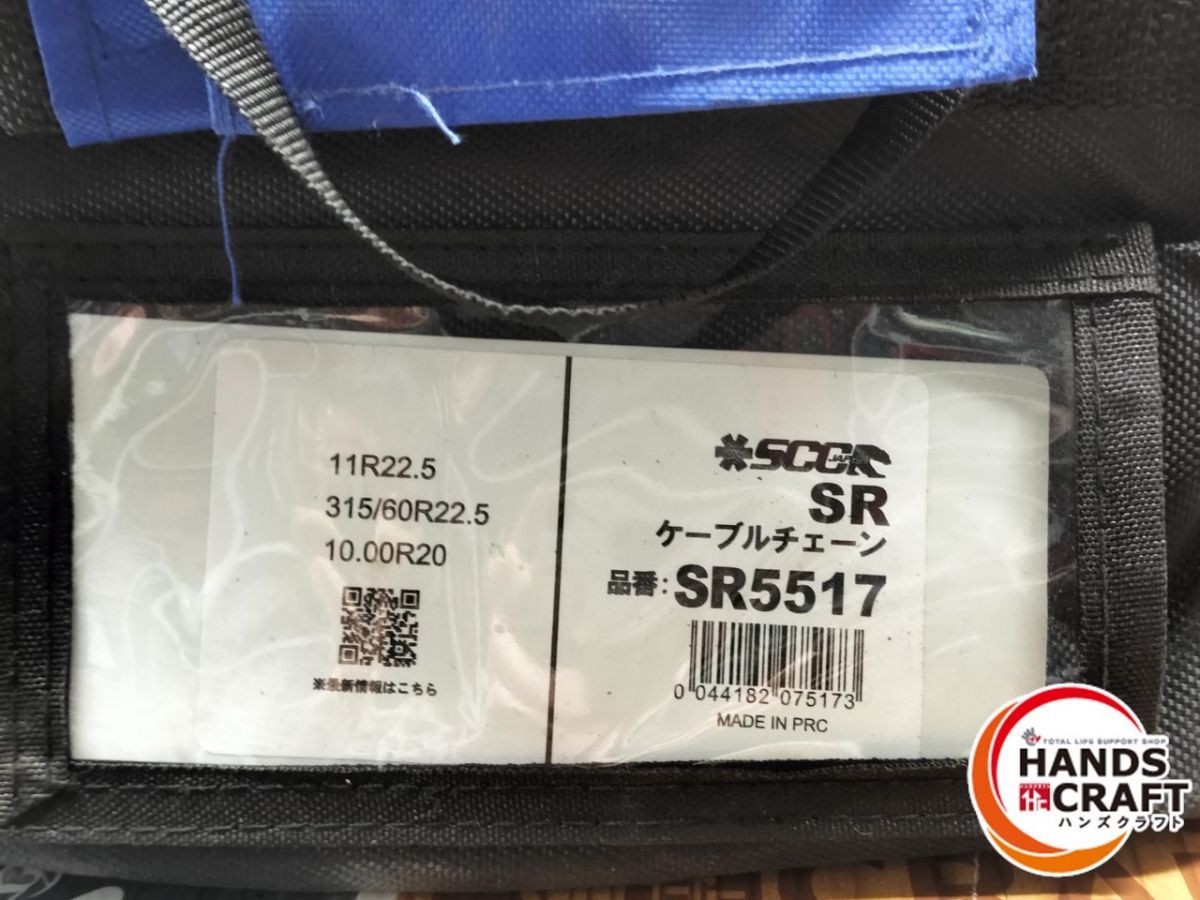 11R22.5
315/60R22.5
10.00R20
※最新情報はこちら
SCC JAPAN
SR
ケーブルチェーン
品番:SR5517
0 044182 075173
MADE IN PRC
TOTAL LIFE SUPPORT SHOP
HANDS
CRAFT
ハンズクラフト